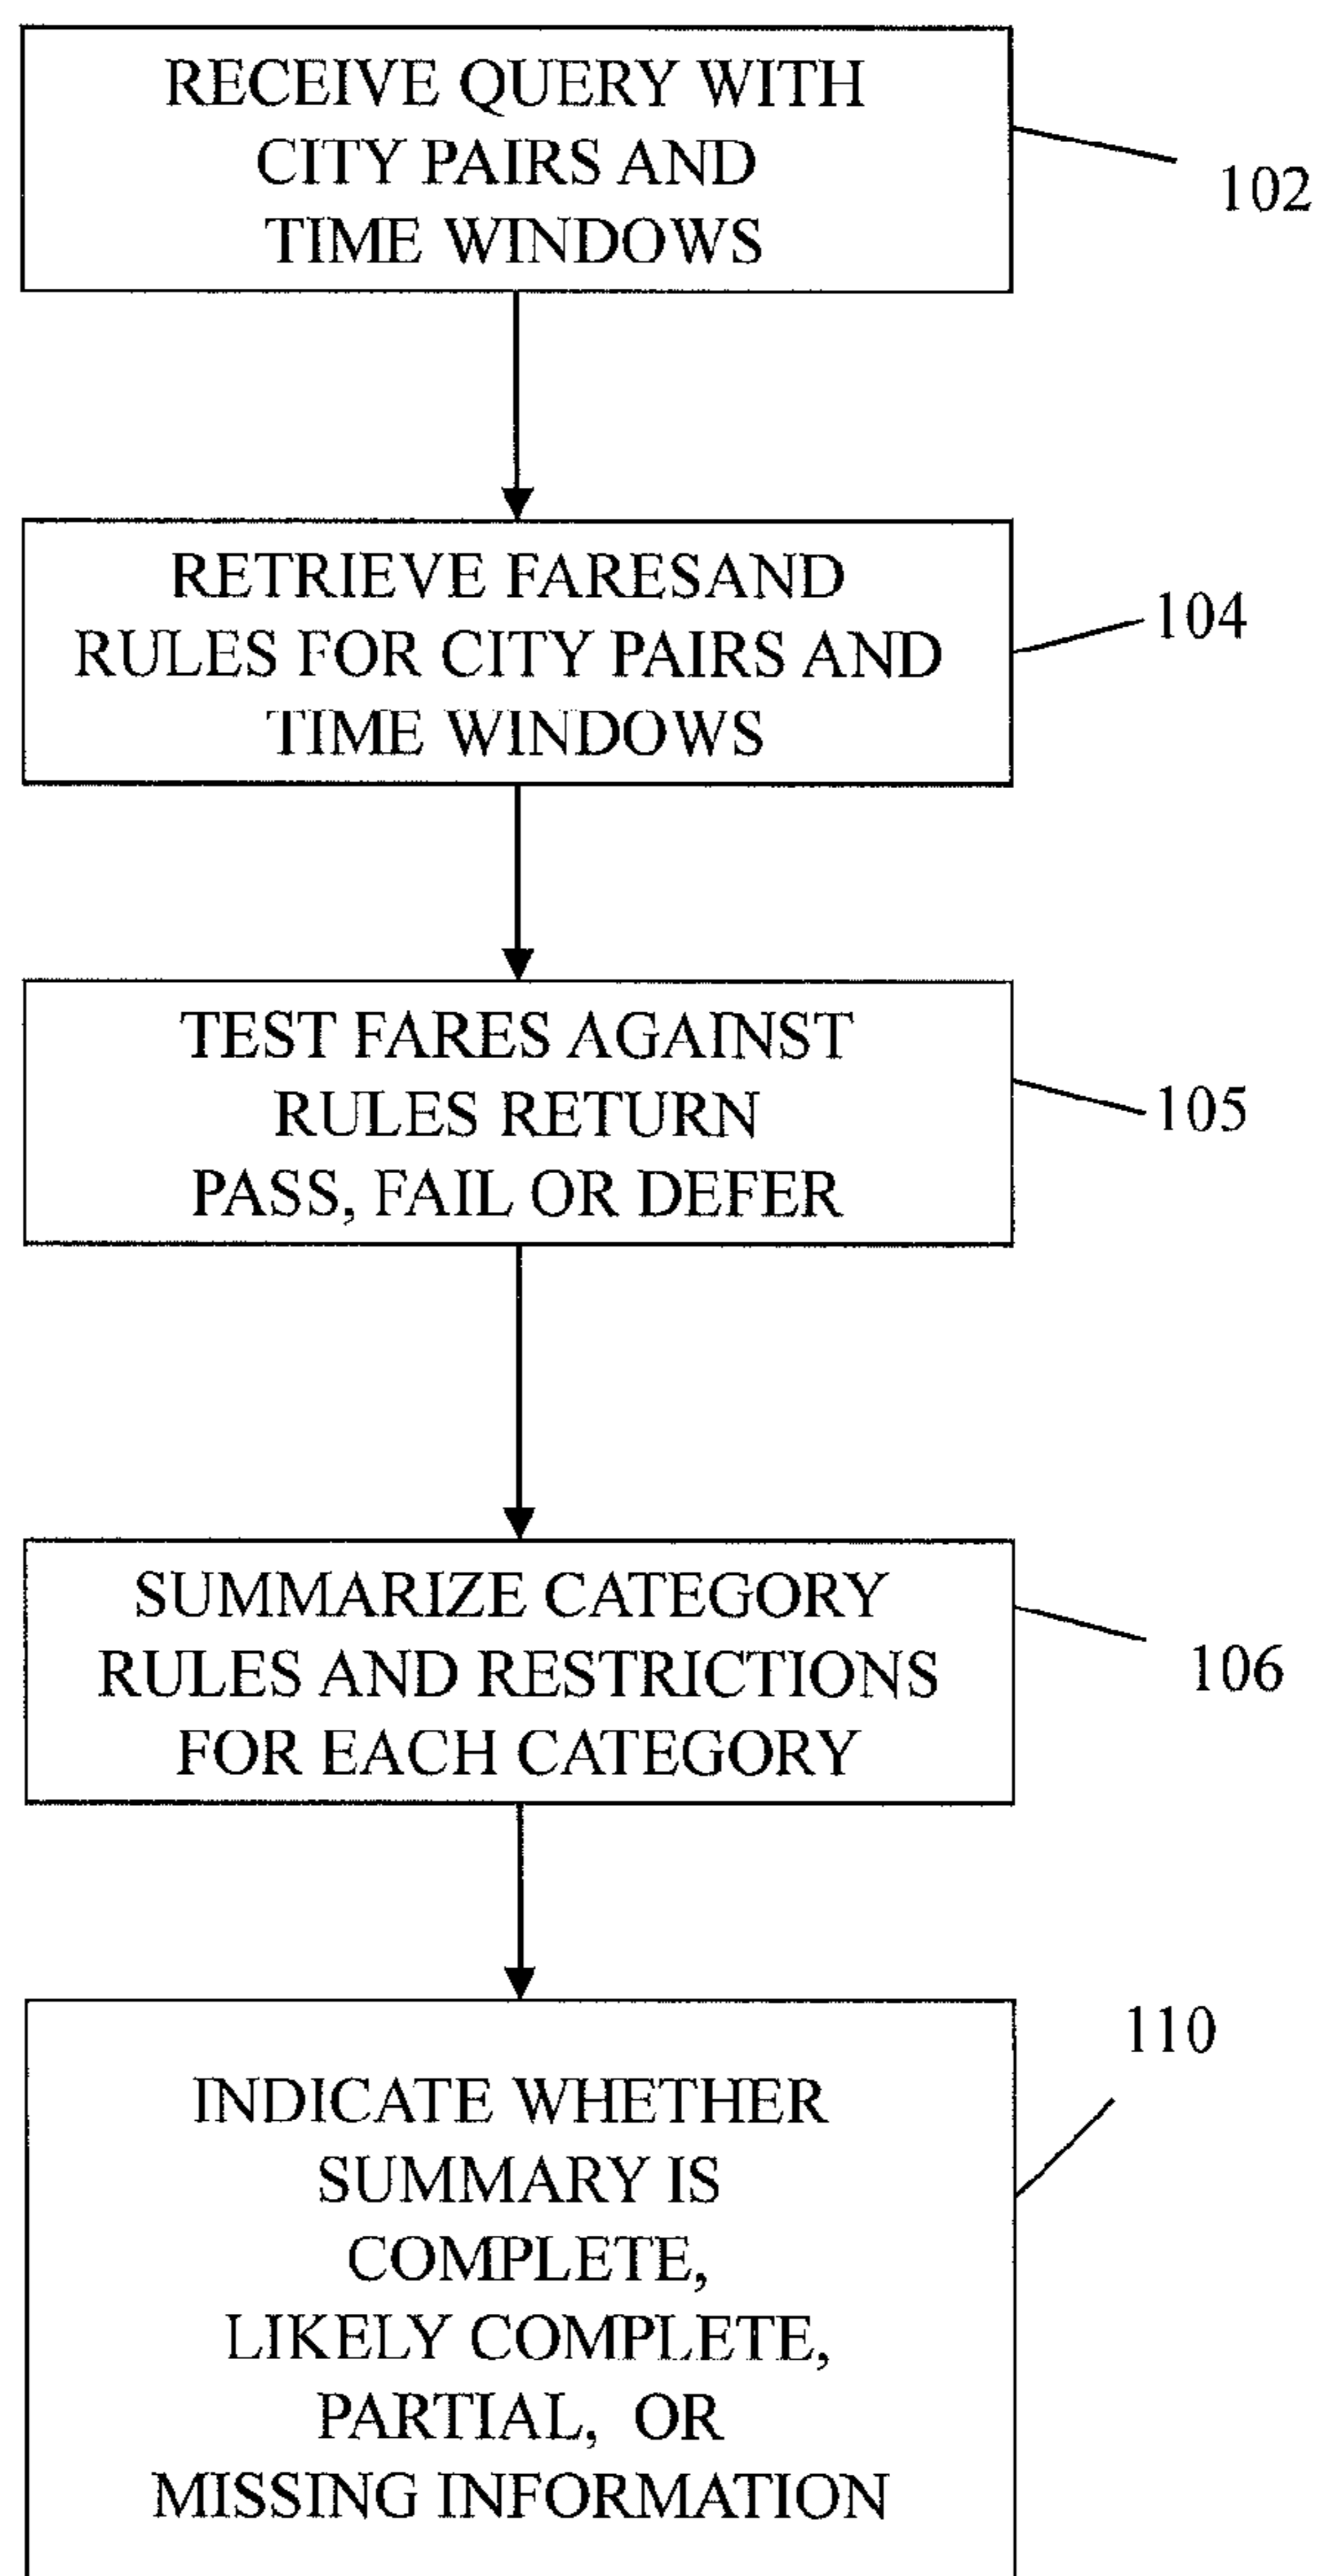 RECEIVE QUERY WITH
CITY PAIRS AND
TIME WINDOWS
102
RETRIEVE FARESAND
RULES FOR CITY PAIRS AND
TIME WINDOWS
104
TEST FARES AGAINST
RULES RETURN
PASS, FAIL OR DEFER
105
SUMMARIZE CATEGORY
RULES AND RESTRICTIONS
FOR EACH CATEGORY
106
110
INDICATE WHETHER
SUMMARY IS
COMPLETE,
LIKELY COMPLETE,
PARTIAL, OR
MISSING INFORMATION